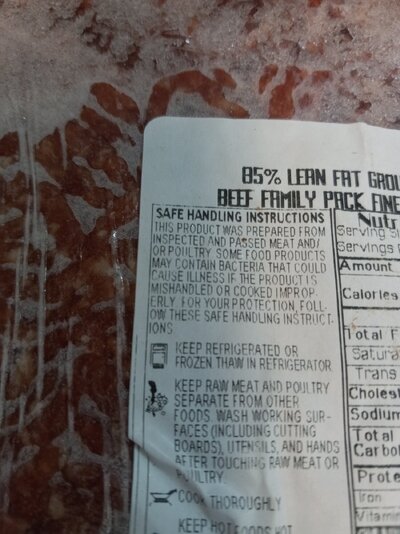 85% LEAN FAT GROU
BEEF FAMILY PACK FINE
SAFE HANDLING INSTRUCTIONS
THIS PRODUCT WAS PREPARED FROM
INSPECTED AND PASSED MEAT AND/
OR POULTRY. SOME FOOD PRODUCTS
MAY CONTAIN BACTERIA THAT COULD
CAUSE ILLNESS IF THE PRODUCT IS
MISHANDLED OR COOKED IMPROP-
ERLY. FOR YOUR PROTECTION, FOLL-
OW THESE SAFE HANDLING INSTRUCT-
IONS
KEEP REFRIGERATED OR
FROZEN THAW IN REFRIGERATOR
KEEP RAW MEAT AND POULTRY
SEPARATE FROM OTHER
FOODS. WASH WORKING SUR-
FACES (INCLUDING CUTTING
BOARDS), UTENSILS, AND HANDS
AFTER TOUCHING RAW MEAT OR
POULTRY.
COOK THOROUGHLY
KEEP HOT FOODS HOT
Nutr
Serving Si
Servings
Amount
Calories
Total F
Satura
Trans
Cholest
Sodium
Total
Carbo
Prote
Iron
Vitamin